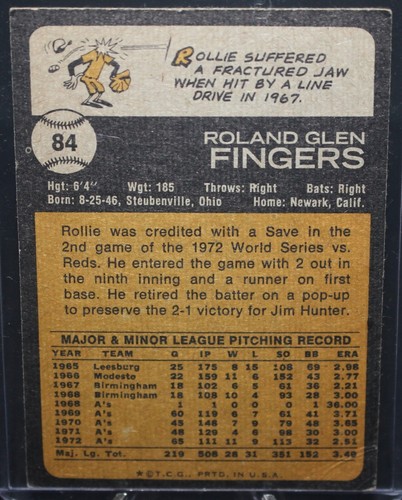 ROLLIE SUFFERED
A FRACTURED JAW
WHEN HIT BY A LINE
DRIVE IN 1967.
84
ROLAND GLEN
FINGERS
Hgt: 6'4" Wgt: 185 Throws: Right Bats: Right
Born: 8-25-46, Steubenville, Ohio Home: Newark, Calif.
Rollie was credited with a Save in the
2nd game of the 1972 World Series vs.
Reds. He entered the game with 2 out in
the ninth inning and a runner on first
base. He retired the batter on a pop-up
to preserve the 2-1 victory for Jim Hunter.
MAJOR & MINOR LEAGUE PITCHING RECORD
YEAR TEAM G IP W L SO BB ERA
1965 Leesburg 25 175 8 15 108 69 2.98
1966 Modesto 22 159 11 6 152 43 2.77
1967 Birmingham 18 102 6 5 61 36 2.21
1968 Birmingham 18 108 10 4 93 28 3.00
1968 A's 1 1 0 0 0 1 36.00
1969 A's 60 119 6 7 61 41 3.71
1970 A's 45 148 7 9 79 48 3.65
1971 A's 48 129 4 6 98 30 3.00
1972 A's 65 111 11 9 113 32 2.51
Maj. Lg. Tot. 219 508 28 31 351 152 3.40
★©T.C.G., PRTD. IN U.S.A.